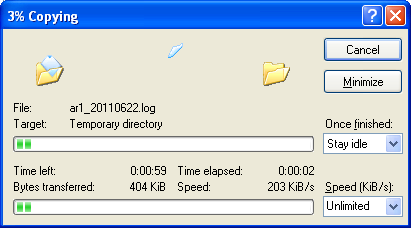 3% Copying
Cancel
Minimize
File: ar1_20110622.log
Target: Temporary directory
Once finished:
Stay idle
Time left: 0:00:59 Time elapsed: 0:00:02
Bytes transferred: 404 KiB Speed: 203 KiB/s
Speed (KiB/s):
Unlimited